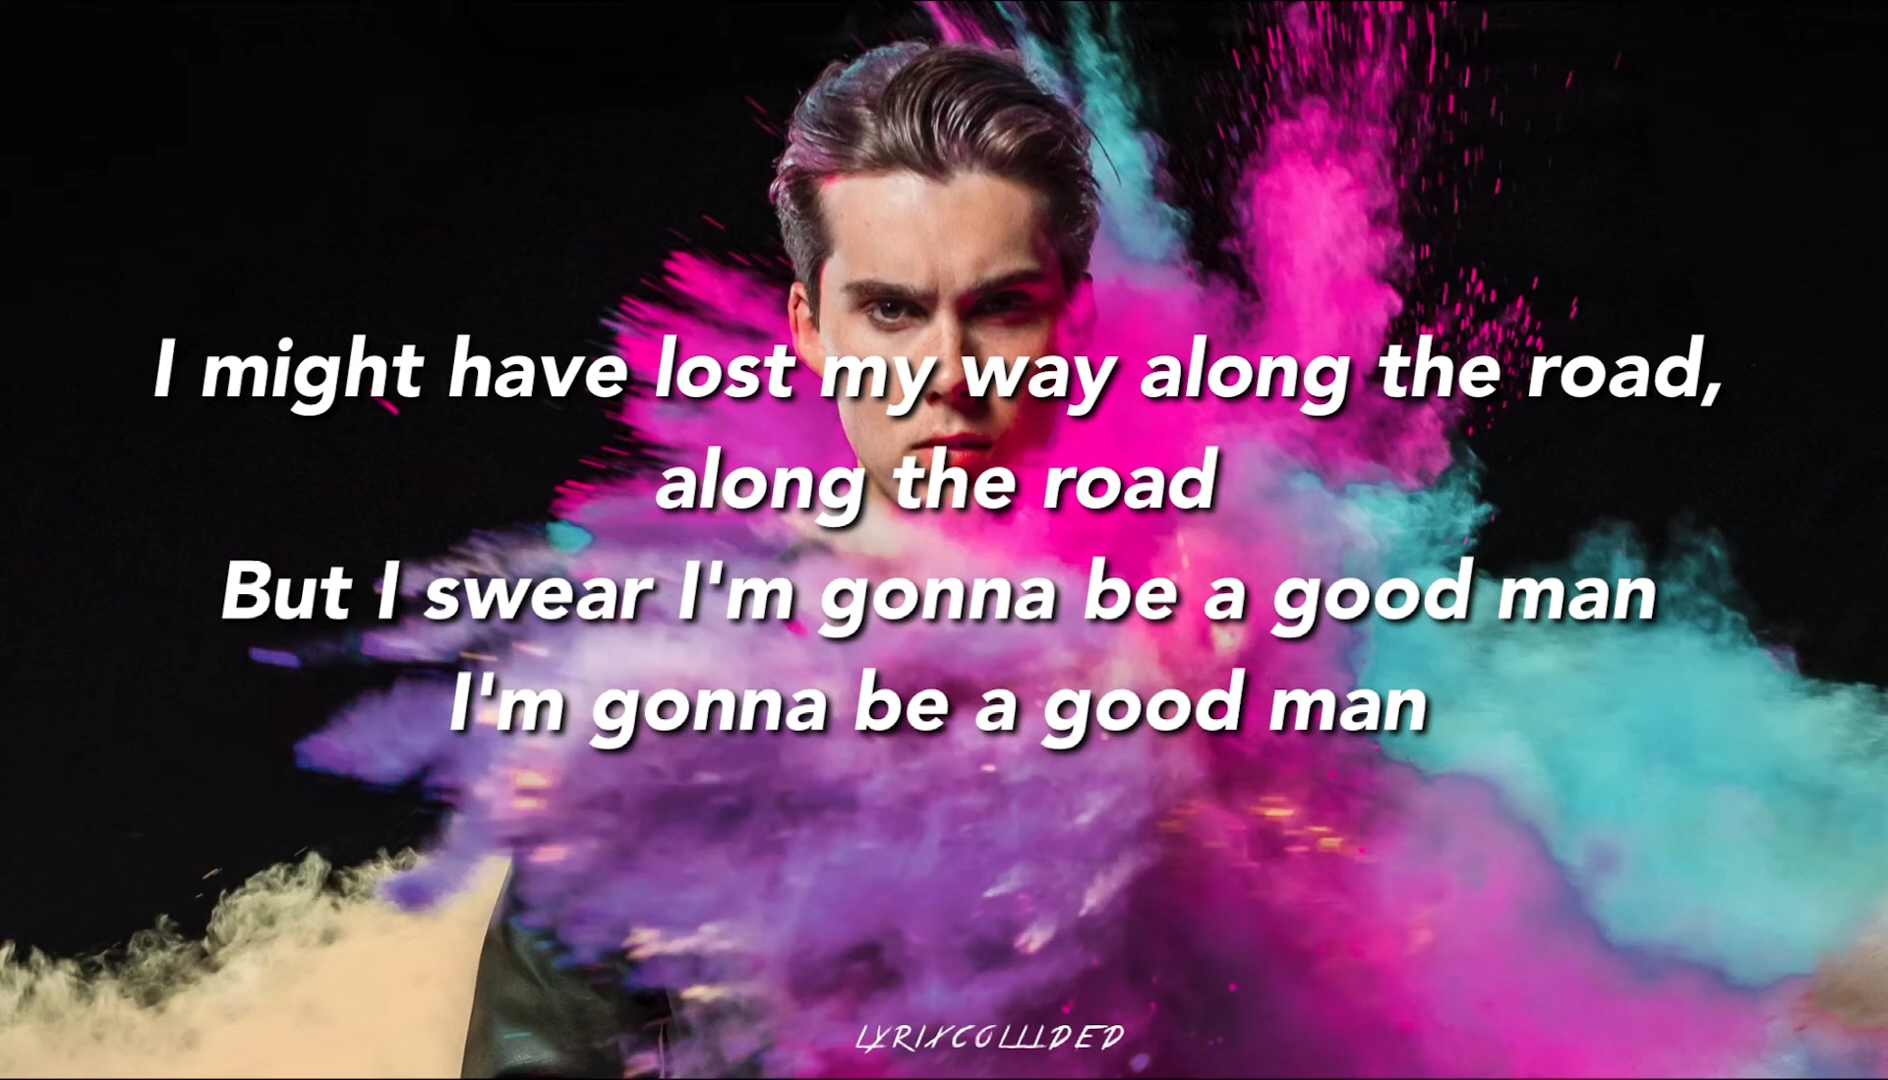 I might have lost my way along the road,
along the road
But I swear I'm gonna be a good man
I'm gonna be a good man
LYRIXCOLLIDED